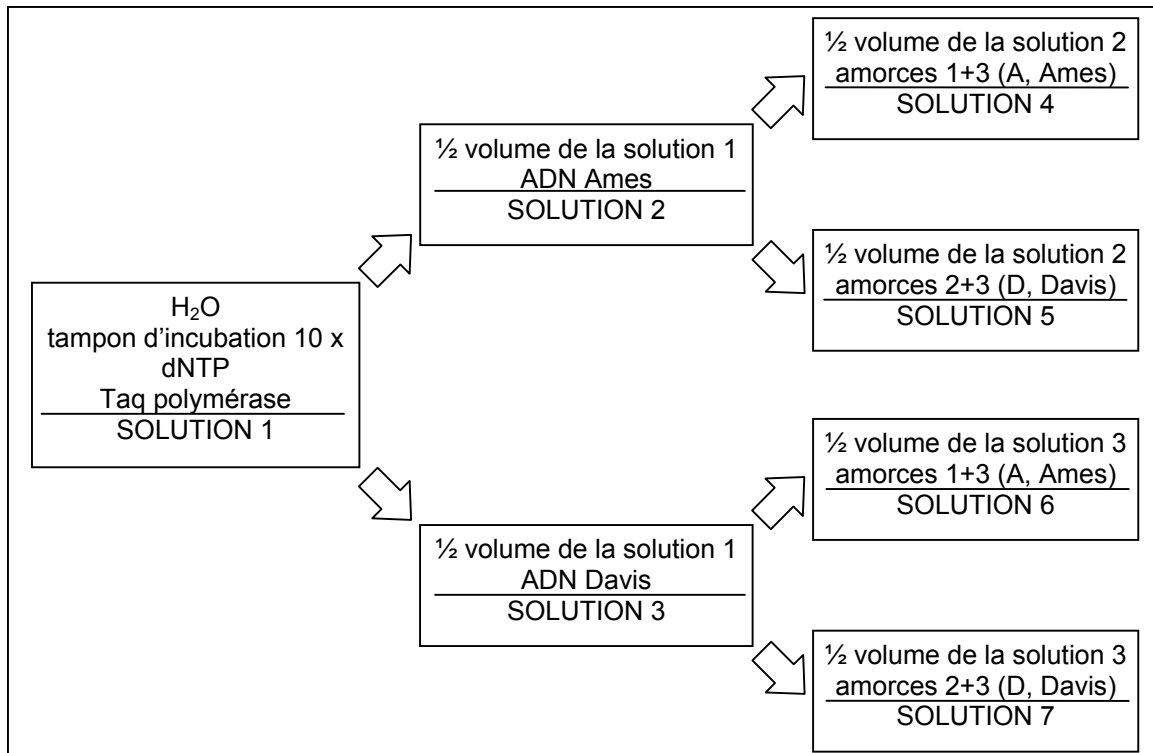 H₂O
tampon d'incubation 10 x
dNTP
Taq polymérase
SOLUTION 1
½ volume de la solution 1
ADN Ames
SOLUTION 2
½ volume de la solution 1
ADN Davis
SOLUTION 3
½ volume de la solution 2
amorces 1+3 (A, Ames)
SOLUTION 4
½ volume de la solution 2
amorces 2+3 (D, Davis)
SOLUTION 5
½ volume de la solution 3
amorces 1+3 (A, Ames)
SOLUTION 6
½ volume de la solution 3
amorces 2+3 (D, Davis)
SOLUTION 7